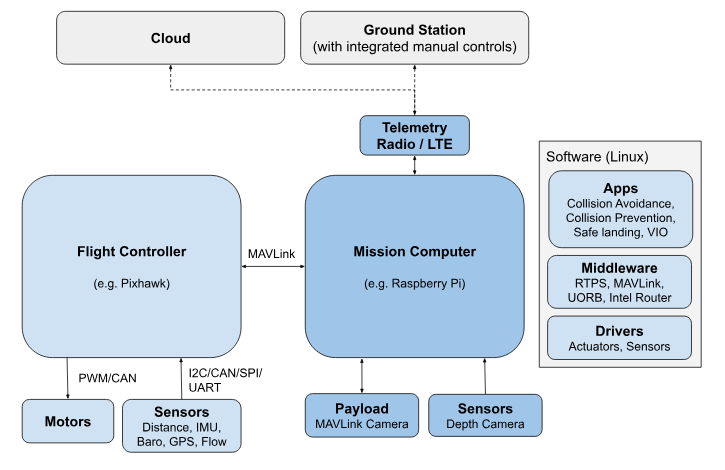 Cloud
Ground Station
(with integrated manual controls)
Telemetry
Radio / LTE
Software (Linux)
Apps
Collision Avoidance,
Collision Prevention,
Safe landing, VIO
Middleware
RTPS, MAVLink,
UORB, Intel Router
Drivers
Actuators, Sensors
Flight Controller
(e.g. Pixhawk)
MAVLink
Mission Computer
(e.g. Raspberry Pi)
PWM/CAN
I2C/CAN/SPI/
UART
Motors
Sensors
Distance, IMU,
Baro, GPS, Flow
Payload
MAVLink Camera
Sensors
Depth Camera